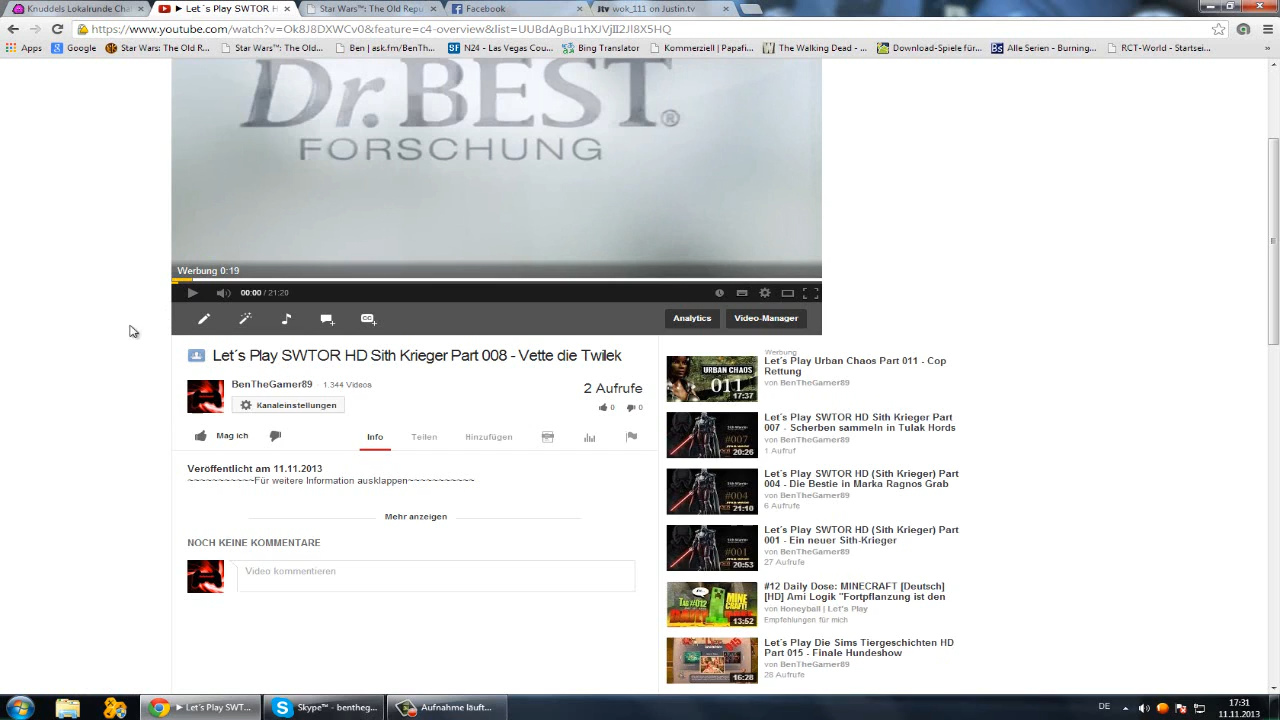 Knuddels Lokalrunde Chat
Let´s Play SWTOR H
Star Wars™: The Old Repu
Facebook
wok_111 on Justin.tv
https://www.youtube.com/watch?v=Ok8J8DXWCv0&feature=c4-overview&list=UUBdAgBu1hXJVjII2Jl8X5HQ
Apps
Google
Star Wars: The Old R...
Star Wars™: The Old...
Ben | ask.fm/BenTh...
N24 - Las Vegas Cou...
Bing Translator
Kommerziell | Papafi...
The Walking Dead - ...
Download-Spiele für...
Alle Serien - Burning...
RCT-World - Startsei...
»
Dr.BEST®
FORSCHUNG
Werbung 0:19
00:00 / 21:20
CC
Analytics
Video-Manager
Let´s Play SWTOR HD Sith Krieger Part 008 - Vette die Twilek
BenTheGamer89 · 1.344 Videos
Kanaleinstellungen
2 Aufrufe
0
0
Mag ich
Info
Teilen
Hinzufügen
Veröffentlicht am 11.11.2013
~~~~~~~~~~~Für weitere Information ausklappen~~~~~~~~~~~
Mehr anzeigen
NOCH KEINE KOMMENTARE
Video kommentieren
Werbung
URBAN CHAOS
011
17:37
Let´s Play Urban Chaos Part 011 - Cop
Rettung
von BenTheGamer89
#007
20:26
Let´s Play SWTOR HD Sith Krieger Part
007 - Scherben sammeln in Tulak Hords
von BenTheGamer89
1 Aufruf
#004
21:10
Let´s Play SWTOR HD (Sith Krieger) Part
004 - Die Bestie in Marka Ragnos Grab
von BenTheGamer89
6 Aufrufe
#001
20:53
Let´s Play SWTOR HD (Sith Krieger) Part
001 - Ein neuer Sith-Krieger
von BenTheGamer89
27 Aufrufe
MINE
CRAFT!
13:52
#12 Daily Dose: MINECRAFT [Deutsch]
[HD] Ami Logik "Fortpflanzung ist den
von Honeyball | Let's Play
Empfehlungen für mich
16:28
Let´s Play Die Sims Tiergeschichten HD
Part 015 - Finale Hundeshow
von BenTheGamer89
28 Aufrufe
Let´s Play SWT...
Skype™ - bentheg...
Aufnahme läuft...
DE
17:31
11.11.2013